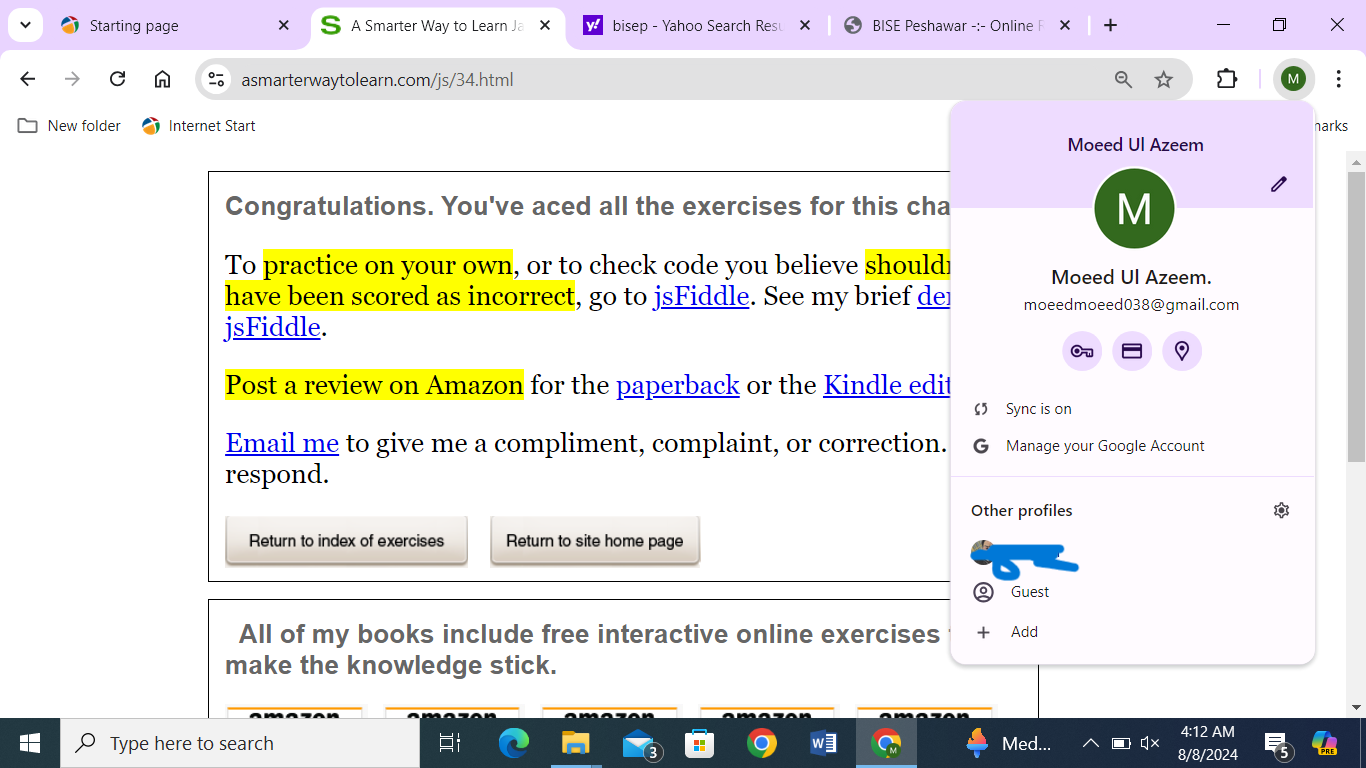 Starting page
A Smarter Way to Learn Ja
bisep - Yahoo Search Resu
BISE Peshawar -:- Online R
asmarterwaytolearn.com/js/34.html
M
New folder
Internet Start
marks
Congratulations. You've aced all the exercises for this cha
To practice on your own, or to check code you believe shouldn
have been scored as incorrect, go to jsFiddle. See my brief de
jsFiddle.
Post a review on Amazon for the paperback or the Kindle edit
Email me to give me a compliment, complaint, or correction.
respond.
Return to index of exercises
Return to site home page
All of my books include free interactive online exercises
make the knowledge stick.
amazon amazon amazon amazon amazon
Moeed Ul Azeem
M
Moeed Ul Azeem.
moeedmoeed038@gmail.com
Sync is on
Manage your Google Account
Other profiles
Guest
Add
Type here to search
3
Med...
4:12 AM
8/8/2024
5
PRE